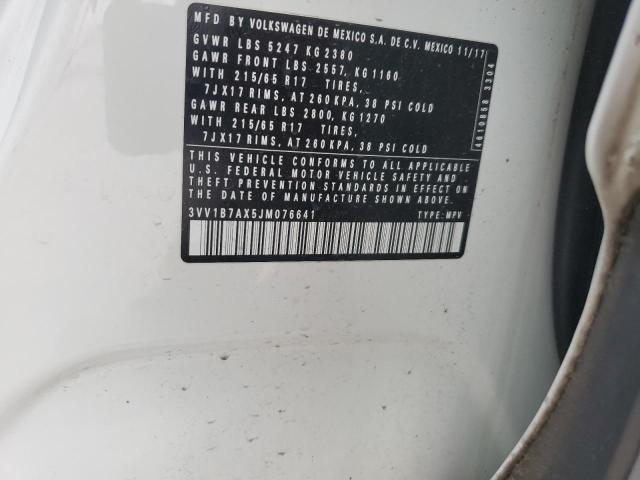 MFD BY VOLKSWAGEN DE MEXICO S.A. DE C.V. MEXICO 11/17
GVWR LBS 5247 KG 2380
GAWR FRONT LBS 2557, KG 1160
WITH 215/65 R17 TIRES,
7JX17 RIMS, AT 260 KPA, 38 PSI COLD
GAWR REAR LBS 2800, KG 1270
WITH 215/65 R17 TIRES,
7JX17 RIMS, AT 260 KPA, 38 PSI COLD
THIS VEHICLE CONFORMS TO ALL APPLICABLE
U.S. FEDERAL MOTOR VEHICLE SAFETY AND
THEFT PREVENTION STANDARDS IN EFFECT ON
THE DATE OF MANUFACTURE SHOWN ABOVE.
3VV1B7AX5JM076641 TYPE: MPV
4610858 3304